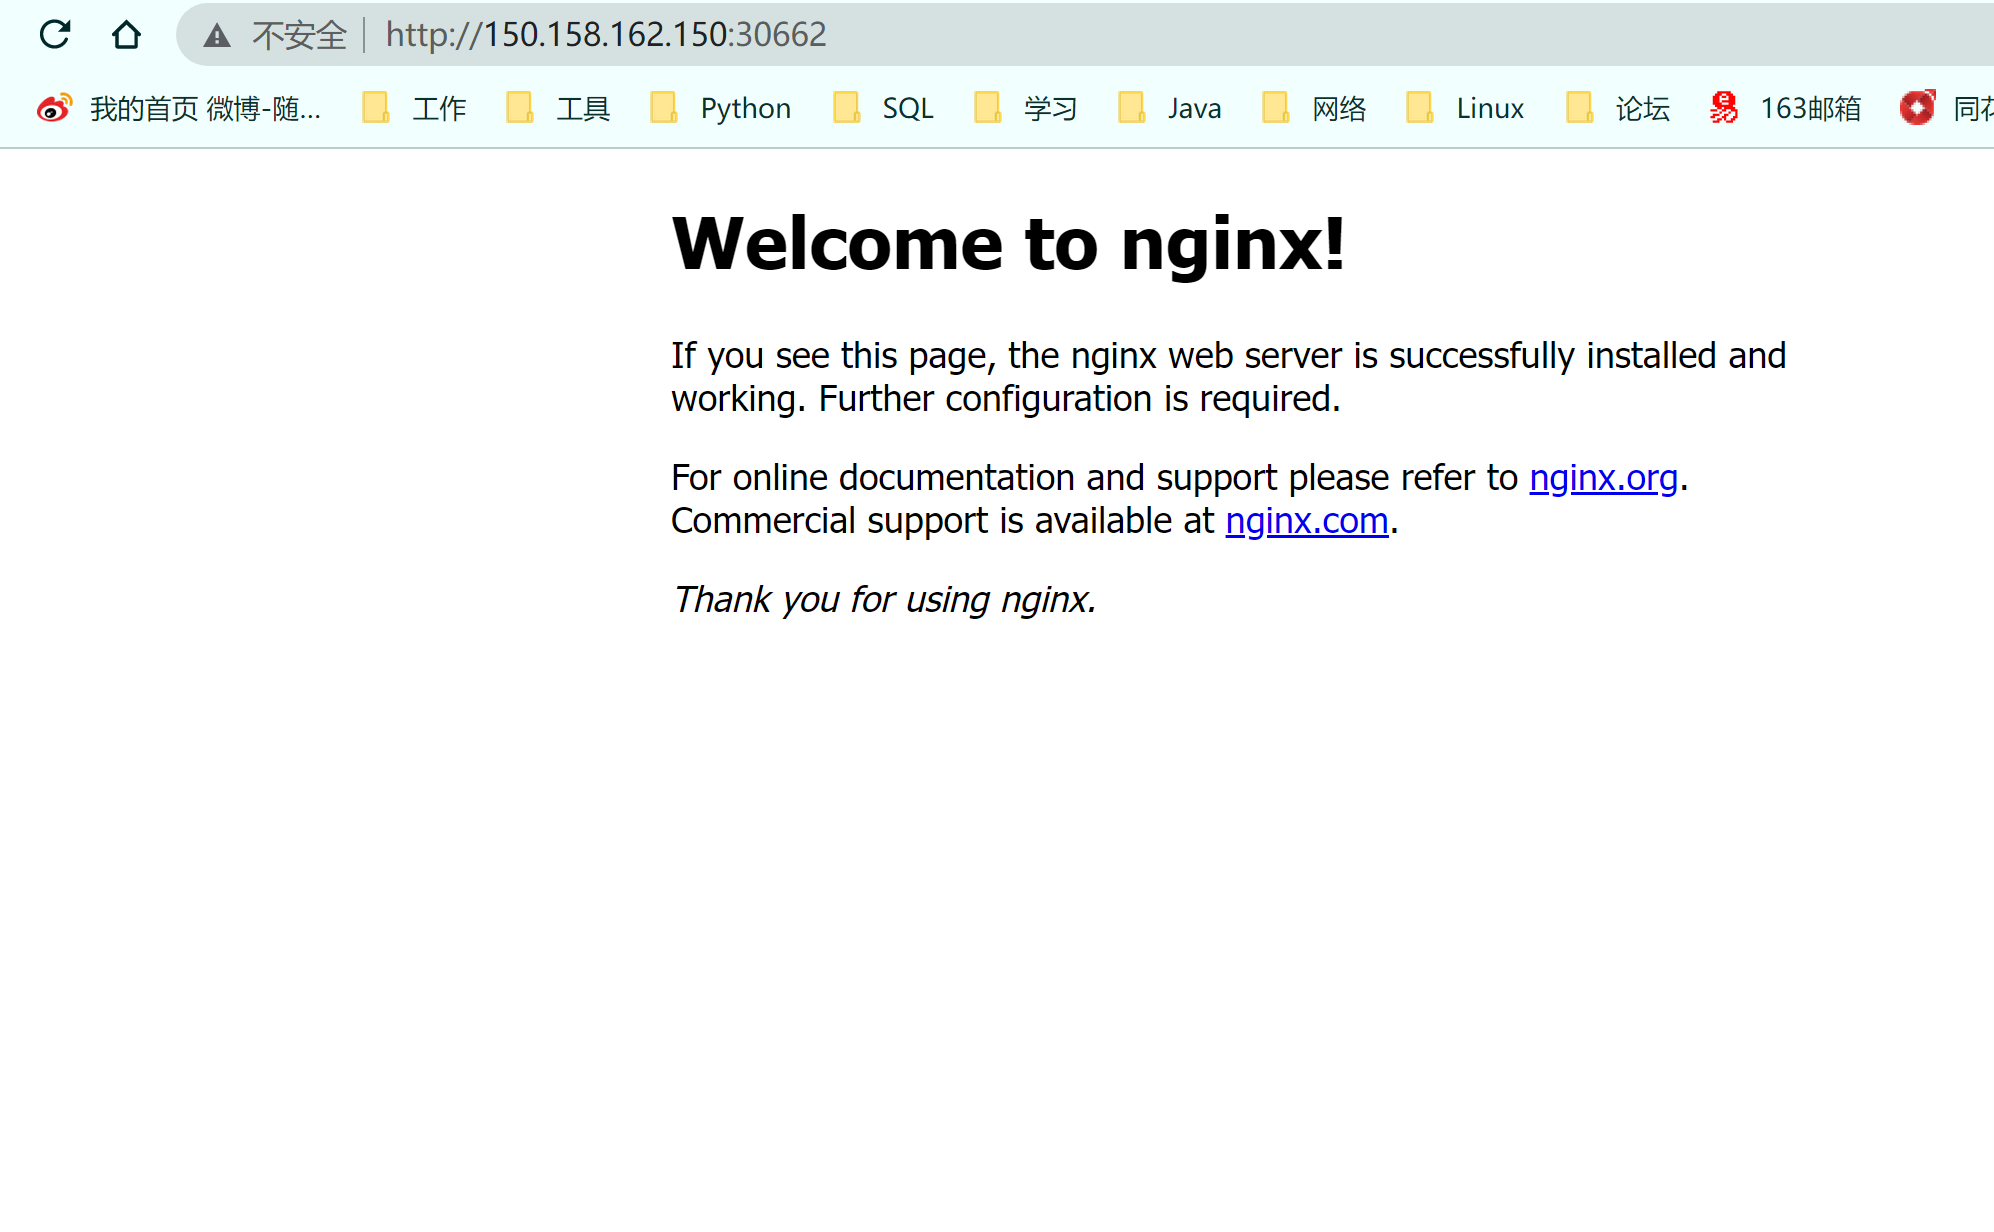 不安全 http://150.158.162.150:30662
我的首页 微博-随... 工作 工具 Python SQL 学习 Java 网络 Linux 论坛 163邮箱 同花
Welcome to nginx!
If you see this page, the nginx web server is successfully installed and
working. Further configuration is required.
For online documentation and support please refer to nginx.org.
Commercial support is available at nginx.com.
Thank you for using nginx.